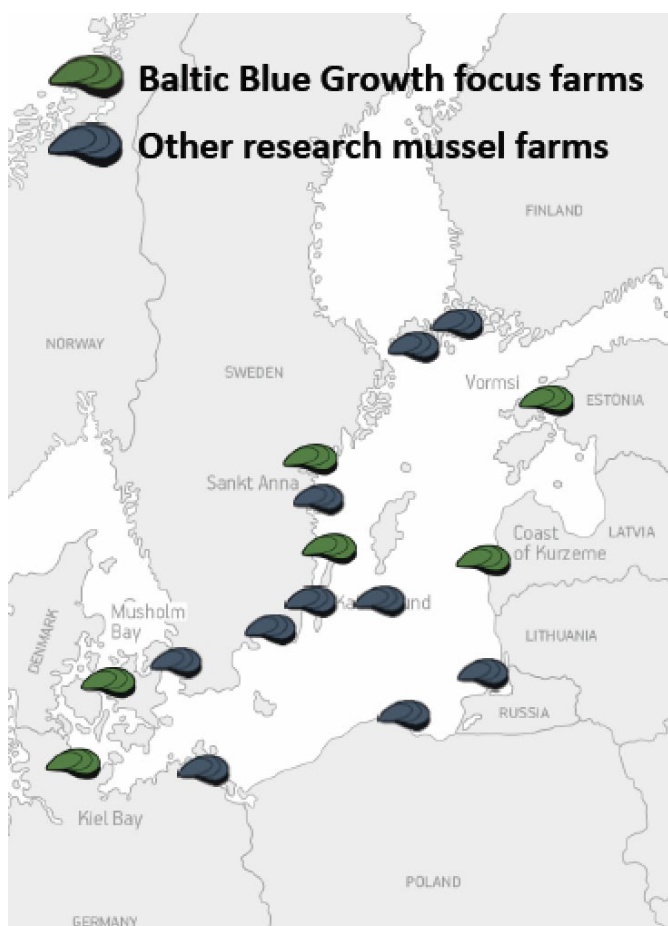 Baltic Blue Growth focus farms
Other research mussel farms
FINLAND
NORWAY
SWEDEN
Vormsi
ESTONIA
Sankt Anna
Coast
of Kurzeme
LATVIA
Musholm
Bay
DENMARK
LITHUANIA
RUSSIA
Kiel Bay
POLAND
GERMANY